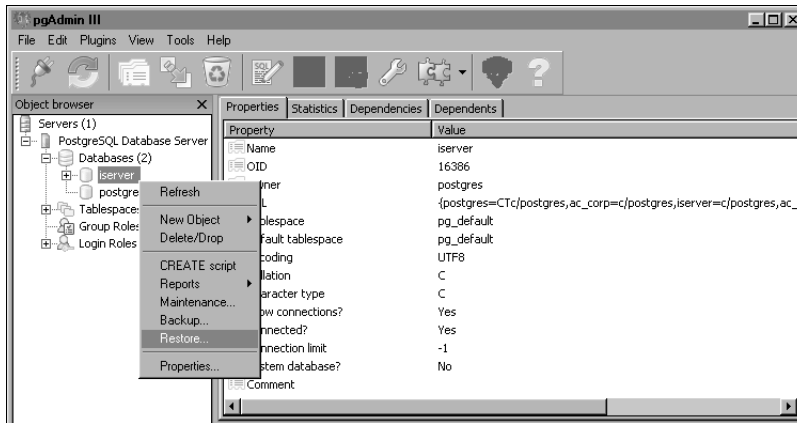 pgAdmin III
File Edit Plugins View Tools Help
SQL
Object browser
Servers (1)
PostgreSQL Database Server
Databases (2)
iserver
postgre
Tablespace
Group Roles
Login Roles
Refresh
New Object
Delete/Drop
CREATE script
Reports
Maintenance...
Backup...
Restore...
Properties...
Properties Statistics Dependencies Dependents
Property Value
Name iserver
OID 16386
wner postgres
L {postgres=CTc/postgres,ac_corp=c/postgres,iserver=c/postgres,ac_
blespace pg_default
fault tablespace pg_default
coding UTF8
llation C
aracter type C
ow connections? Yes
nnected? Yes
nnection limit -1
stem database? No
Comment